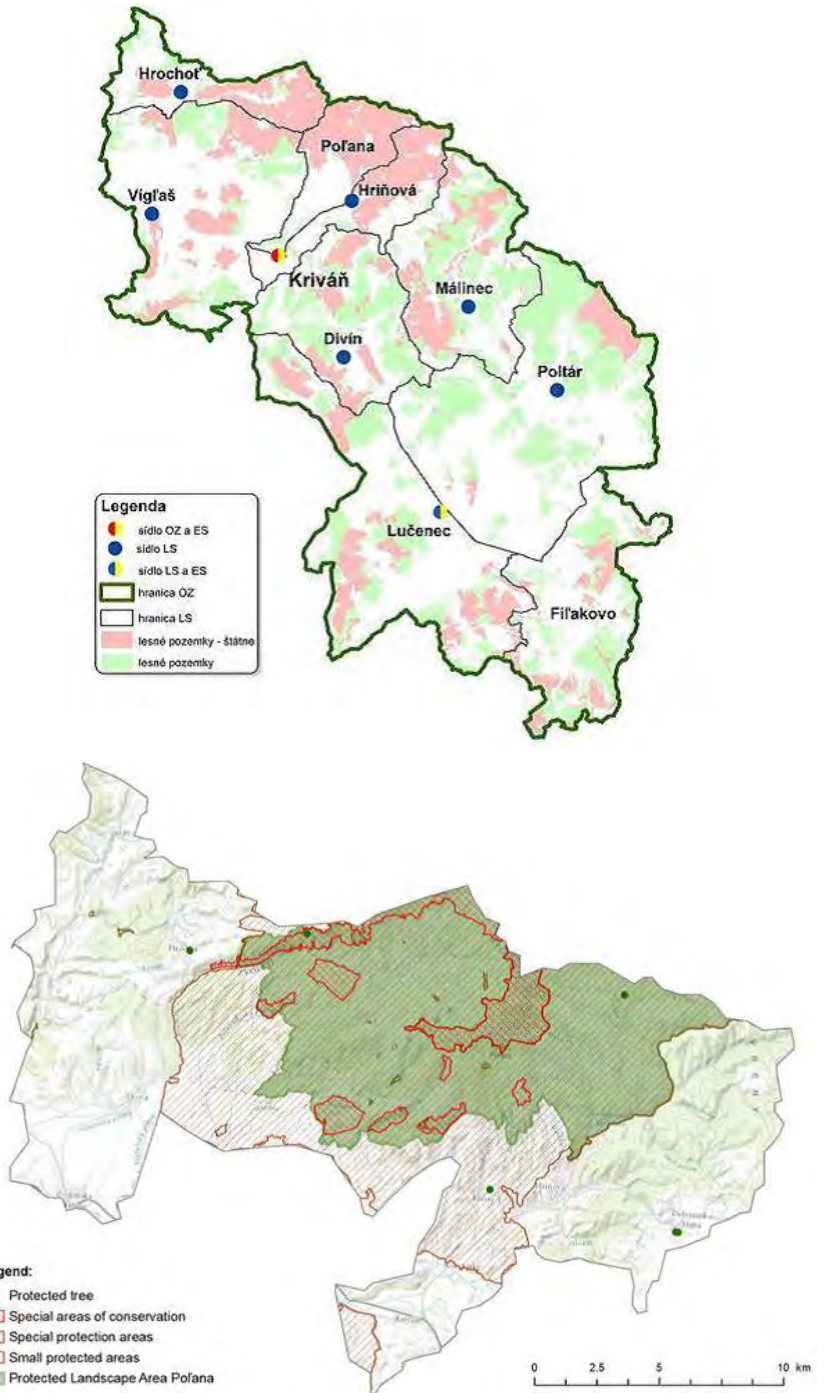 Hrochoť
Poľana
Hriňová
Vígľaš
Kriváň
Málinec
Divín
Poltár
Lučenec
Fiľakovo
Legenda
sídlo OZ a ES
sídlo LS
sídlo LS a ES
hranica OZ
hranica LS
lesné pozemky - štátne
lesné pozemky
gend:
Protected tree
Special areas of conservation
Special protection areas
Small protected areas
Protected Landscape Area Poľana
0 2.5 5 10 km